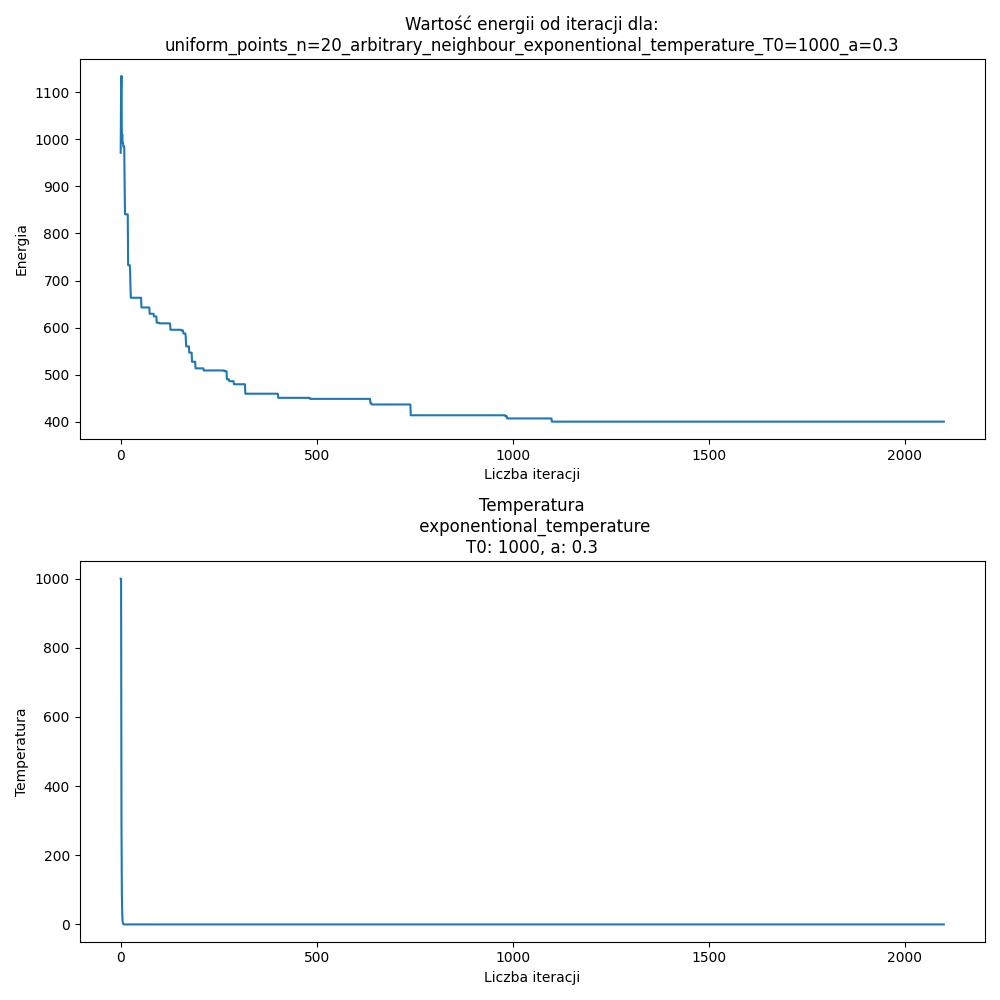 Wartość energii od iteracji dla:
uniform_points_n=20_arbitrary_neighbour_exponentional_temperature_T0=1000_a=0.3
1100
1000
900
800
700
600
500
400
Energia
0 500 1000 1500 2000
Liczba iteracji
Temperatura
exponentional_temperature
T0: 1000, a: 0.3
1000
800
600
400
200
0
Temperatura
0 500 1000 1500 2000
Liczba iteracji